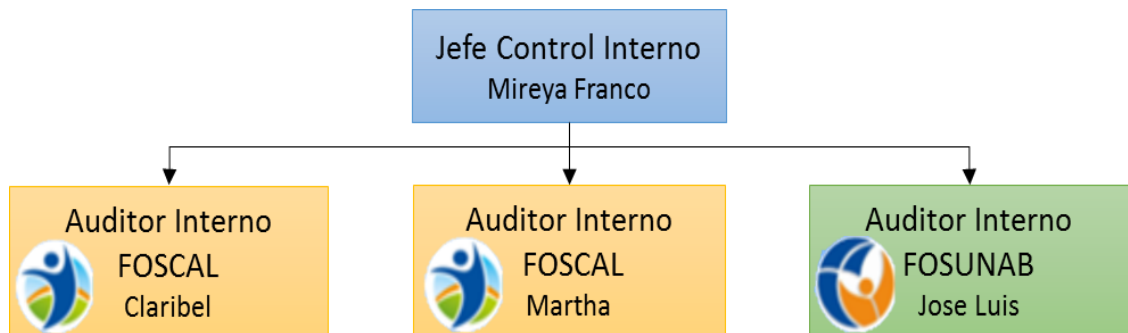 Jefe Control Interno
Mireya Franco
Auditor Interno
FOSCAL
Claribel
Auditor Interno
FOSCAL
Martha
Auditor Interno
FOSUNAB
Jose Luis